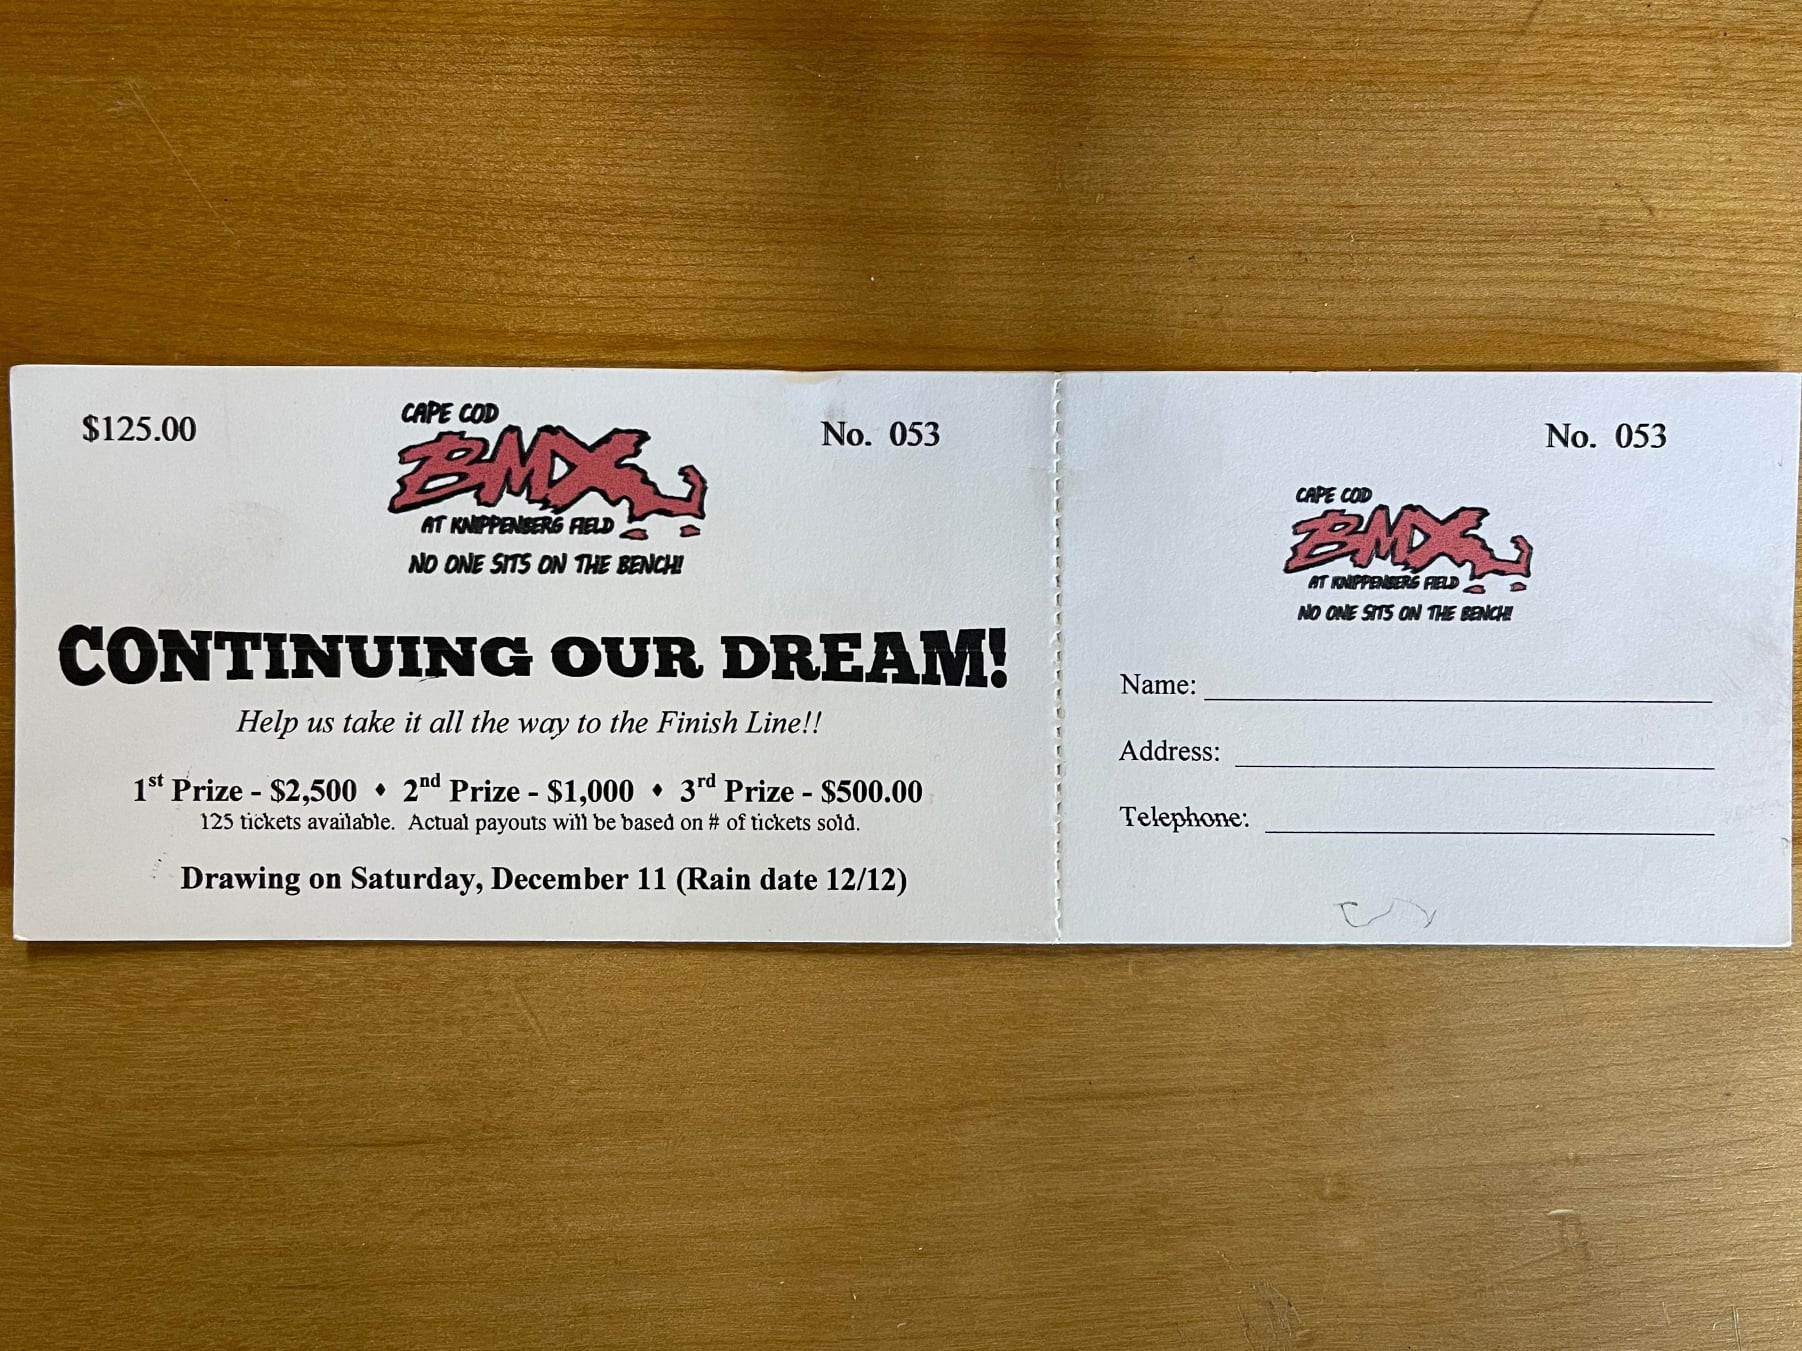 $125.00
CAPE COD
BMX
AT KNIPPENBERG FIELD
NO ONE SITS ON THE BENCH!
No. 053
CONTINUING OUR DREAM!
Help us take it all the way to the Finish Line!!
1st Prize - $2,500 ♦ 2nd Prize - $1,000 ♦ 3rd Prize - $500.00
125 tickets available. Actual payouts will be based on # of tickets sold.
Drawing on Saturday, December 11 (Rain date 12/12)
No. 053
CAPE COD
BMX
AT KNIPPENBERG FIELD
NO ONE SITS ON THE BENCH!
Name:
Address:
Telephone: